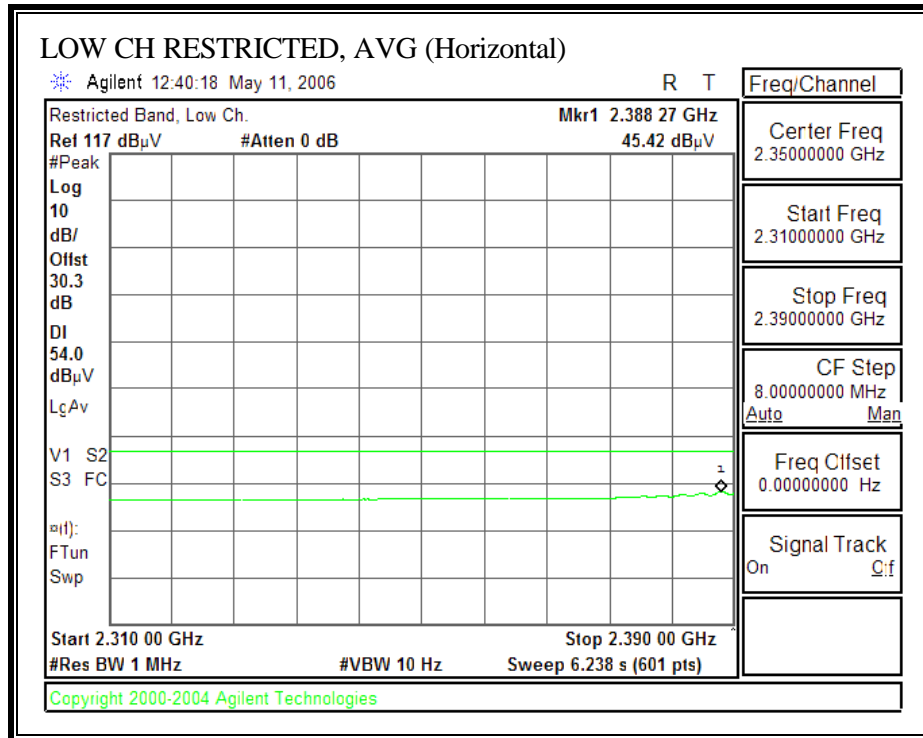 LOW CH RESTRICTED, AVG (Horizontal)
Agilent 12:40:18 May 11, 2006 R T
Restricted Band, Low Ch. Mkr1 2.388 27 GHz
Ref 117 dBµV #Atten 0 dB 45.42 dBµV
#Peak
Log
10
dB/
Offst
30.3
dB
DI
54.0
dBµV
LgAv
V1 S2
S3 FC
¤(f):
FTun
Swp
1
Start 2.310 00 GHz Stop 2.390 00 GHz
#Res BW 1 MHz #VBW 10 Hz Sweep 6.238 s (601 pts)
Freq/Channel
Center Freq
2.35000000 GHz
Start Freq
2.31000000 GHz
Stop Freq
2.39000000 GHz
CF Step
8.00000000 MHz
Auto Man
Freq Offset
0.00000000 Hz
Signal Track
On Off
Copyright 2000-2004 Agilent Technologies